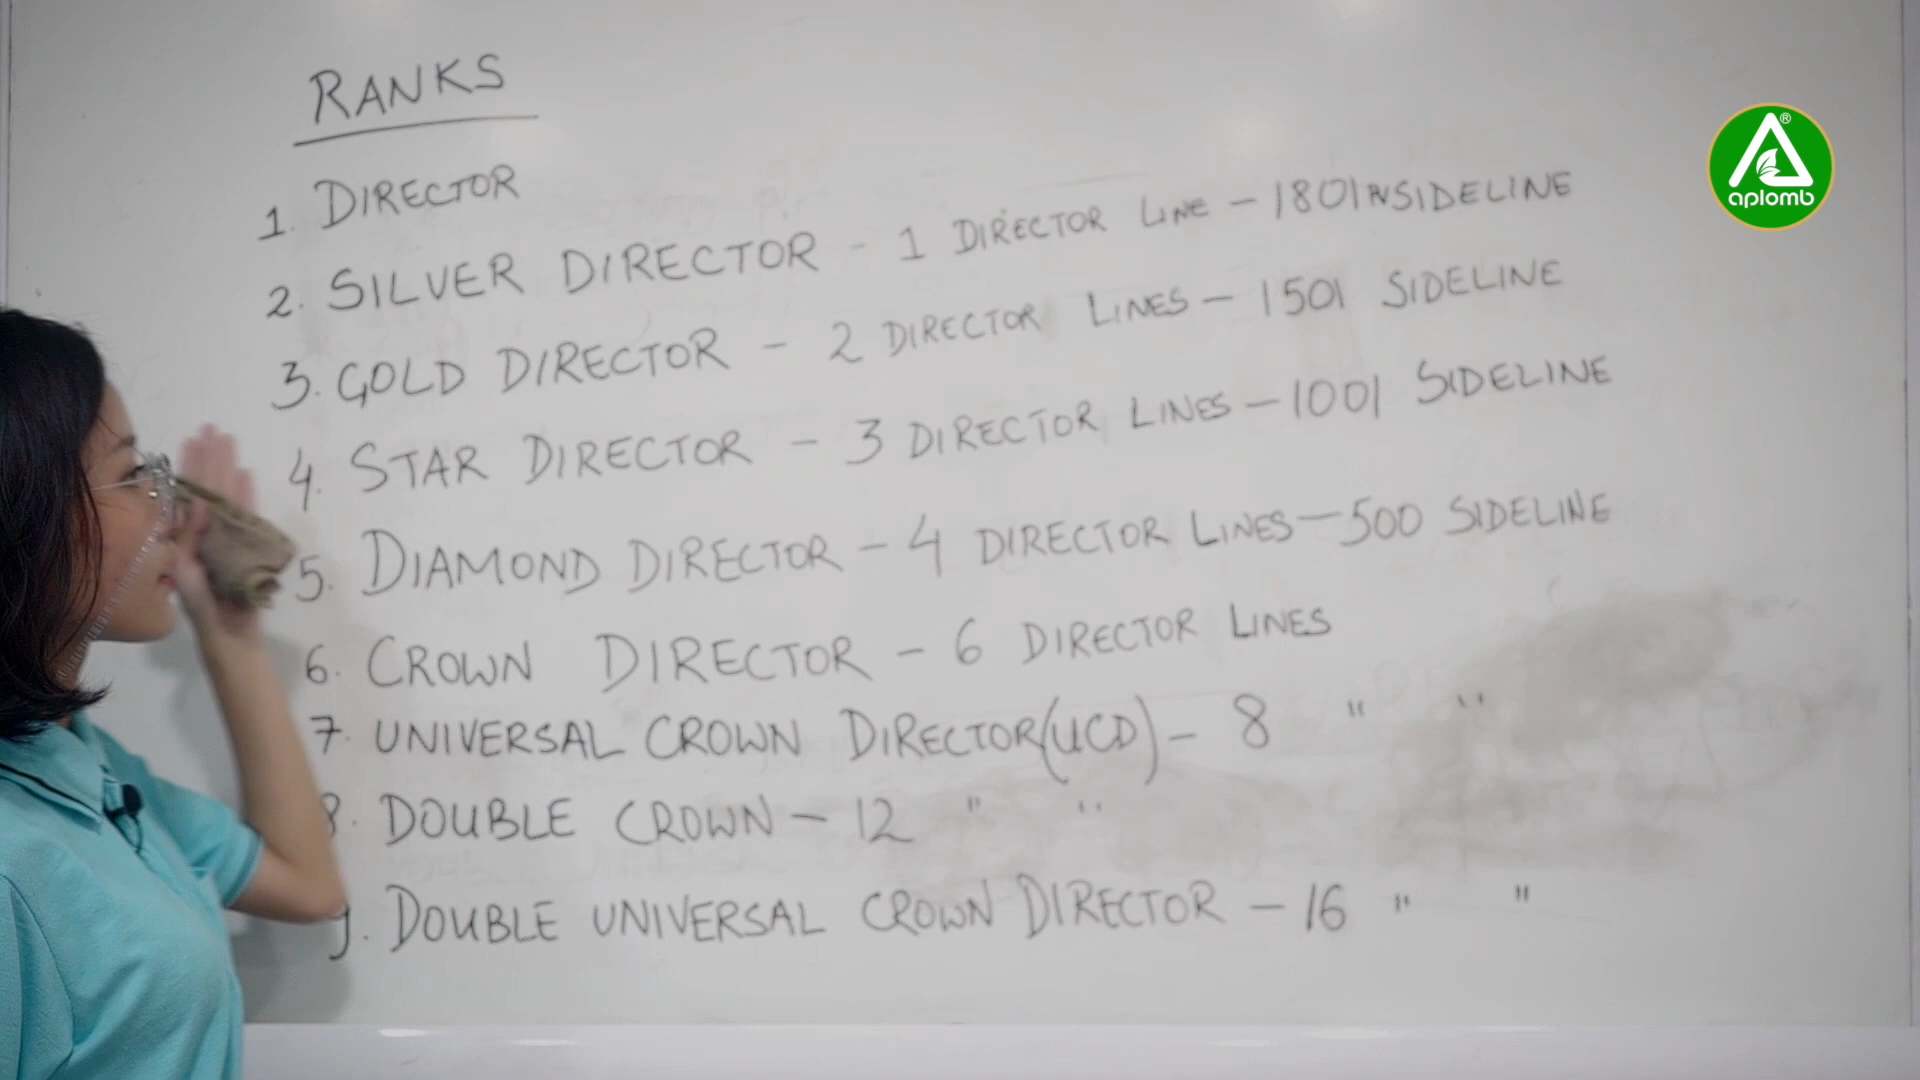 RANKS
1. DIRECTOR
2. SILVER DIRECTOR - 1 DIRECTOR LINE - 1801 IN SIDELINE
3. GOLD DIRECTOR - 2 DIRECTOR LINES - 1501 SIDELINE
4. STAR DIRECTOR - 3 DIRECTOR LINES - 1001 SIDELINE
5. DIAMOND DIRECTOR - 4 DIRECTOR LINES - 500 SIDELINE
6. CROWN DIRECTOR - 6 DIRECTOR LINES
7. UNIVERSAL CROWN DIRECTOR (UCD) - 8 " "
8. DOUBLE CROWN - 12 " "
9. DOUBLE UNIVERSAL CROWN DIRECTOR - 16 " "
aplomb ®